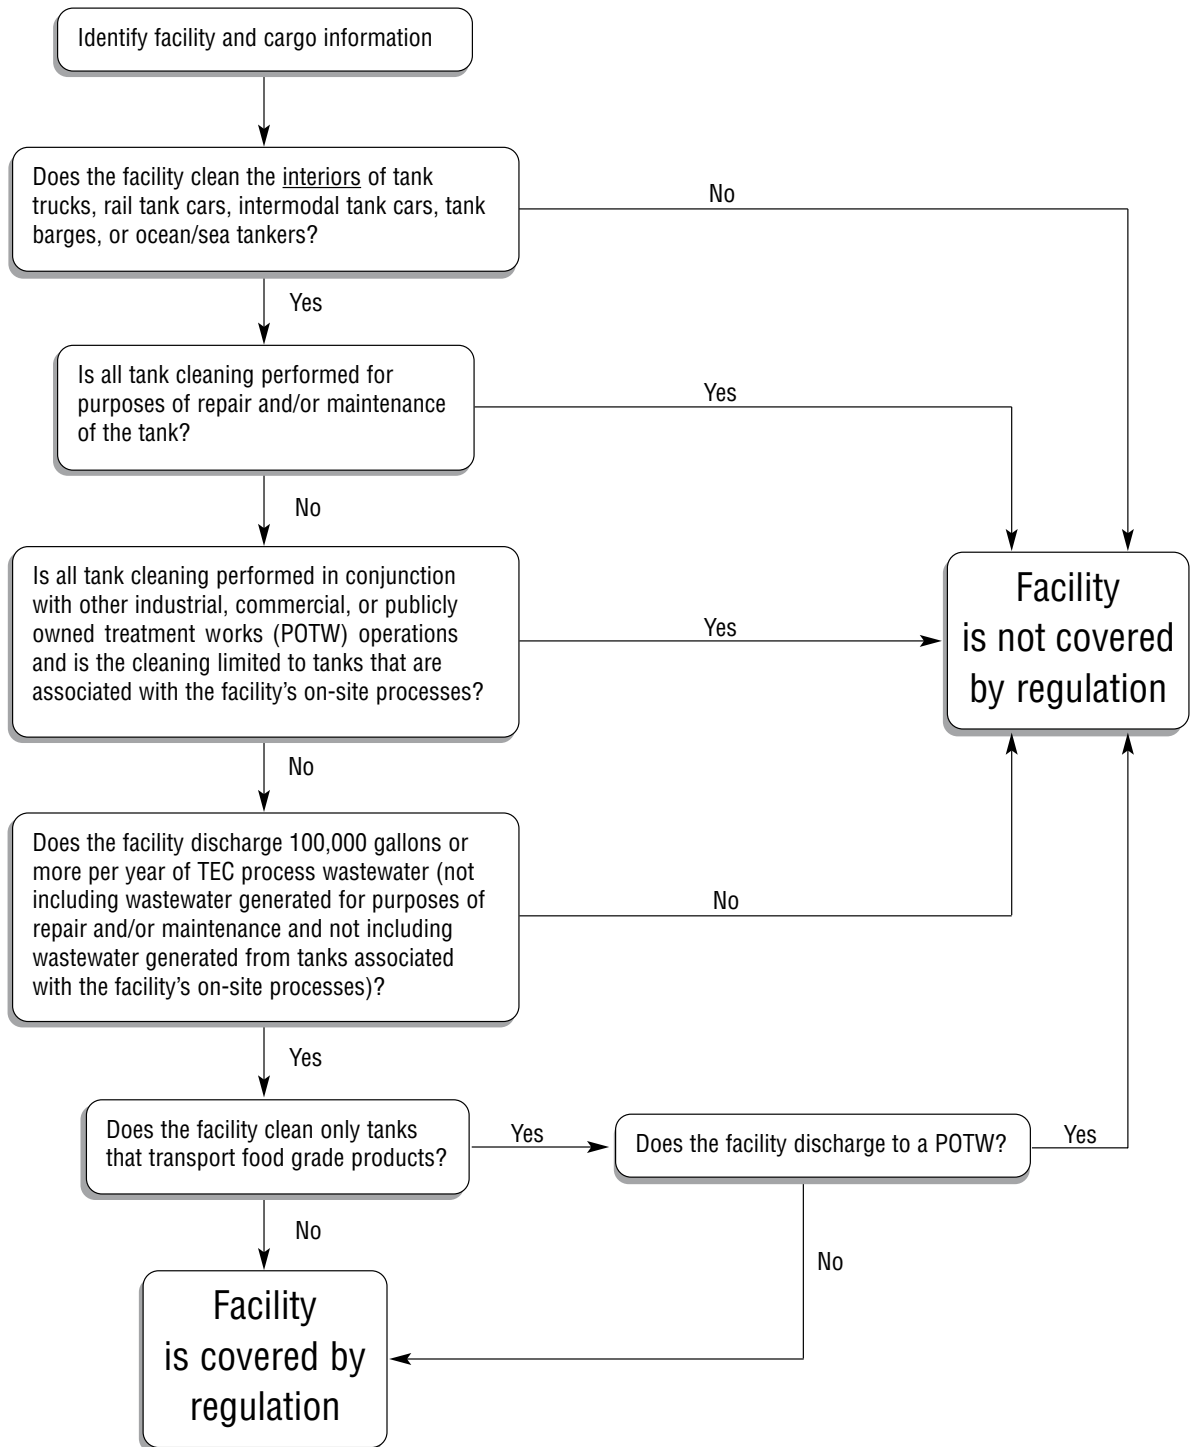 Identify facility and cargo information
Does the facility clean the interiors of tank
trucks, rail tank cars, intermodal tank cars, tank
barges, or ocean/sea tankers?
No
Yes
Is all tank cleaning performed for
purposes of repair and/or maintenance
of the tank?
Yes
No
Is all tank cleaning performed in conjunction
with other industrial, commercial, or publicly
owned treatment works (POTW) operations
and is the cleaning limited to tanks that are
associated with the facility’s on-site processes?
Yes
Facility
is not covered
by regulation
No
Does the facility discharge 100,000 gallons or
more per year of TEC process wastewater (not
including wastewater generated for purposes of
repair and/or maintenance and not including
wastewater generated from tanks associated
with the facility’s on-site processes)?
No
Yes
Does the facility clean only tanks
that transport food grade products?
Yes
Does the facility discharge to a POTW?
Yes
No
No
Facility
is covered by
regulation